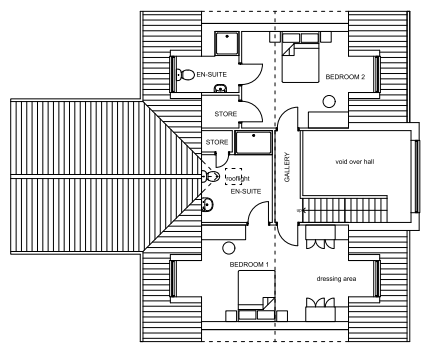 EN-SUITE
BEDROOM 2
STORE
STORE
GALLERY
void over hall
rooflight
EN-SUITE
BEDROOM 1
dressing area